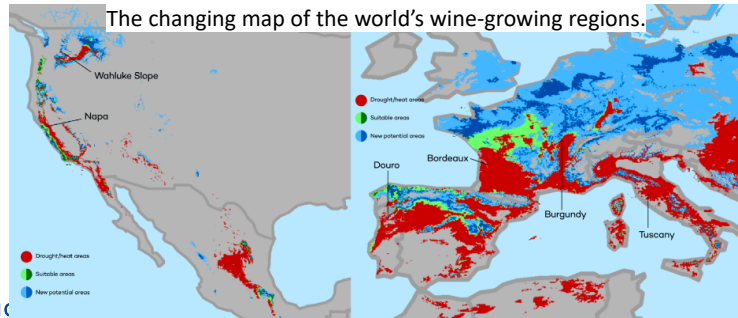 The changing map of the world's wine-growing regions.
Wahluke Slope
Napa
Drought/heat areas
Suitable areas
New potential areas
Drought/heat areas
Suitable areas
New potential areas
Douro
Bordeaux
Burgundy
Tuscany